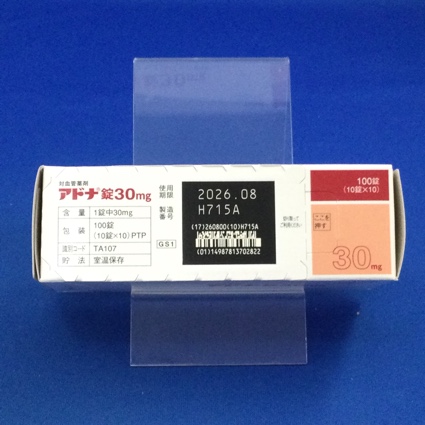 対血管薬剤
アドナ®錠30mg
含量 1錠中30mg
包装 100錠
(10錠×10)PTP
識別コード TA107
貯法 室温保存
使用
期限
製造
番号
GS1
2026.08
H715A
(17)260800(10)H715A
(01)14987813702822
100錠
(10錠×10)
ここを
押す
30mg